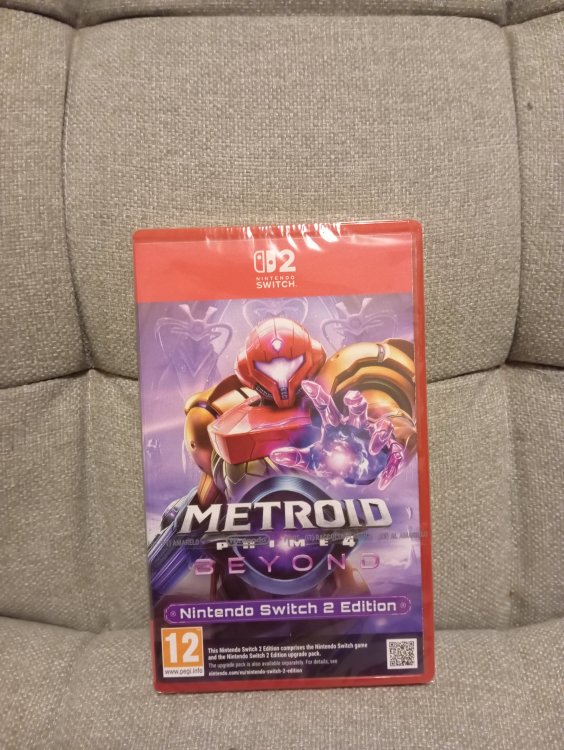 2
NINTENDO
SWITCH
METROID
PRIME 4
BEYOND
Nintendo Switch 2 Edition
12
www.pegi.info
This Nintendo Switch 2 Edition comprises the Nintendo Switch game
and the Nintendo Switch 2 Edition upgrade pack.
The upgrade pack is also available separately. For details, see
nintendo.com/eu/nintendo-switch-2-edition